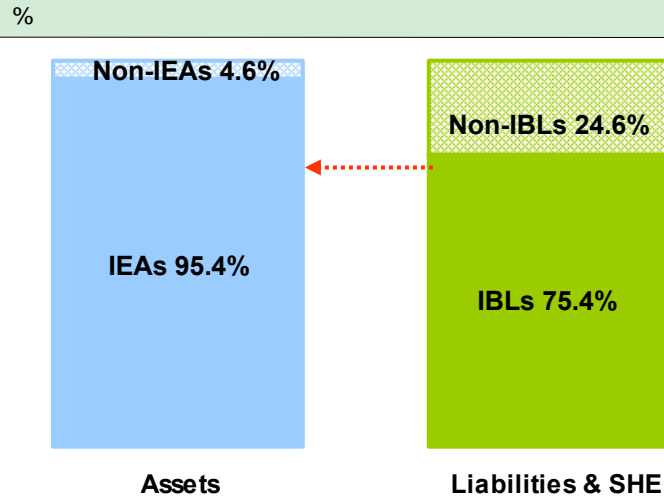 %
Non-IEAs 4.6%
Non-IBLs 24.6%
IEAs 95.4%
IBLs 75.4%
Assets
Liabilities & SHE